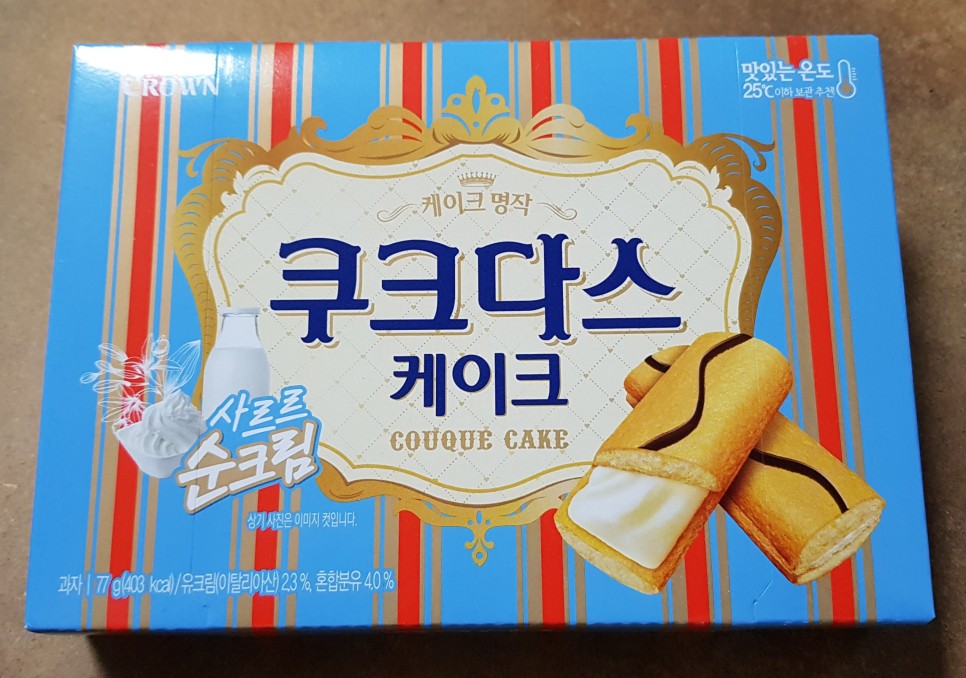 CROWN
맛있는 온도
25℃이하 보관 추천
케이크 명작
쿠크다스
케이크
COUQUE CAKE
사르르
순크림
상기 사진은 이미지 컷입니다.
과자 | 77 g(403 kcal)/유크림(이탈리아산) 2.3 %, 혼합분유 4.0 %